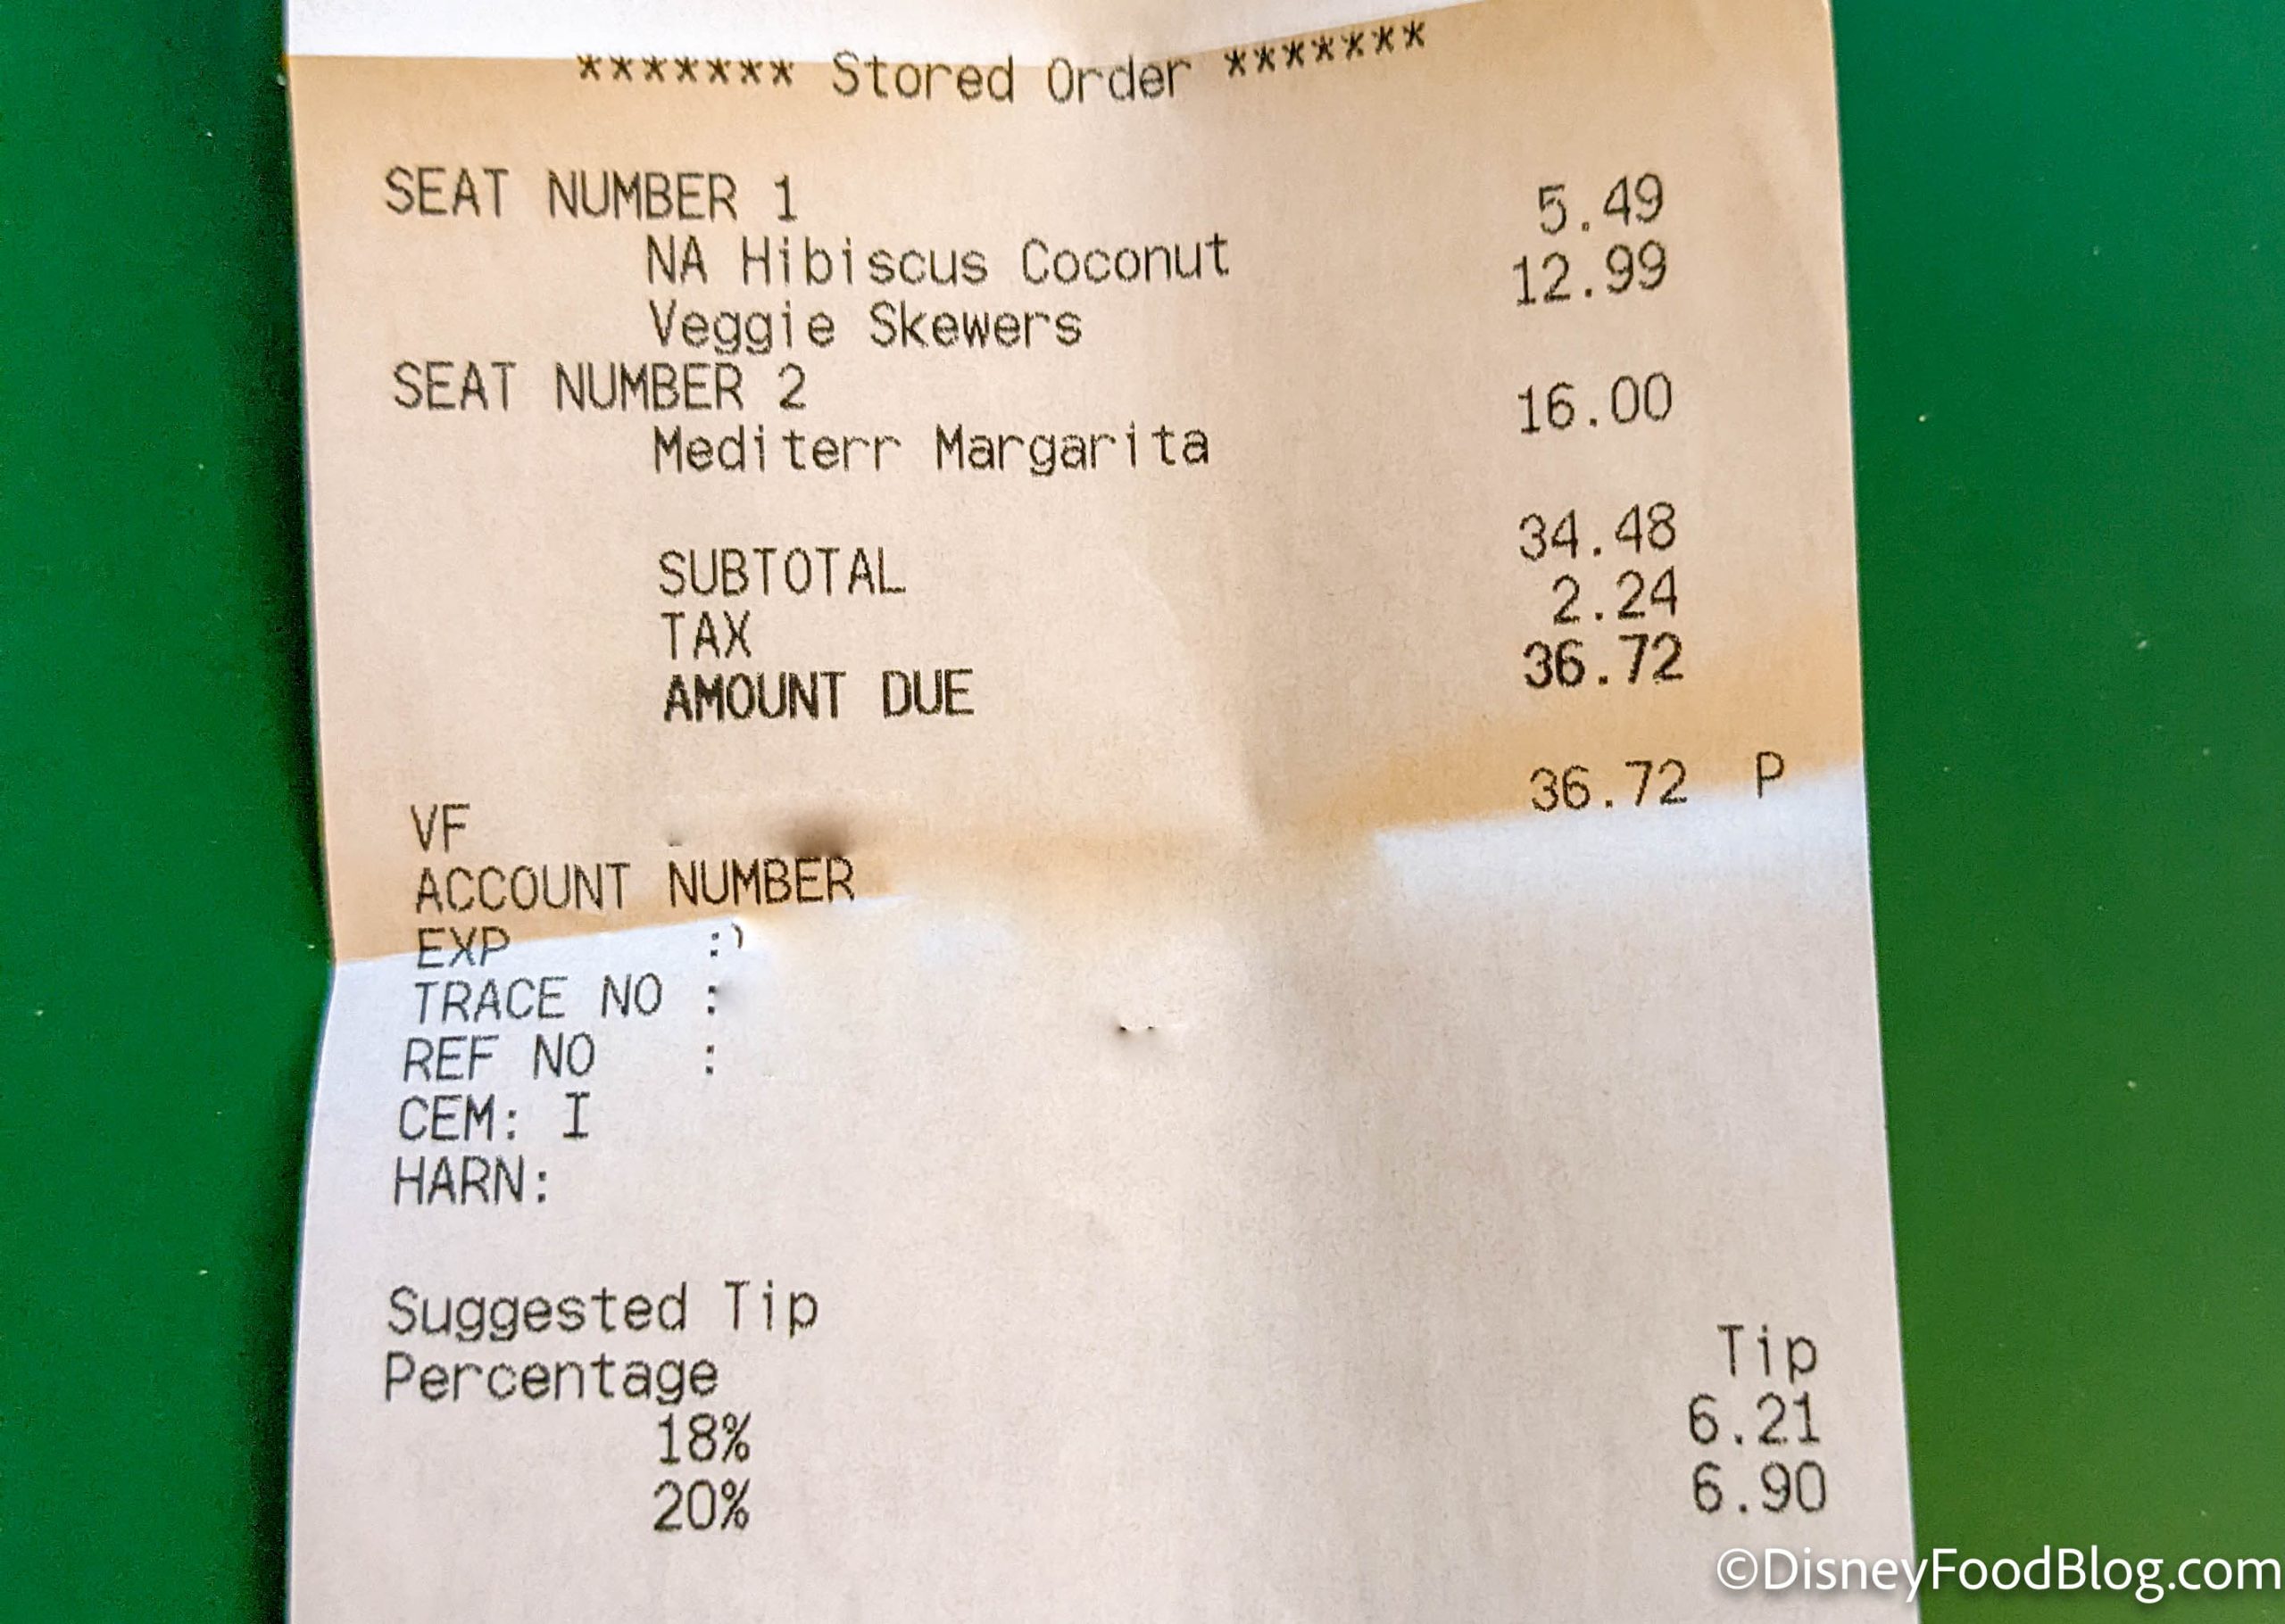 ******* Stored Order *******
SEAT NUMBER 1
NA Hibiscus Coconut 5.49
Veggie Skewers 12.99
SEAT NUMBER 2
Mediterr Margarita 16.00
SUBTOTAL 34.48
TAX 2.24
AMOUNT DUE 36.72
VF 36.72 P
ACCOUNT NUMBER
EXP :
TRACE NO :
REF NO :
CEM: I
HARN:
Suggested Tip
Percentage Tip
18% 6.21
20% 6.90
©DisneyFoodBlog.com